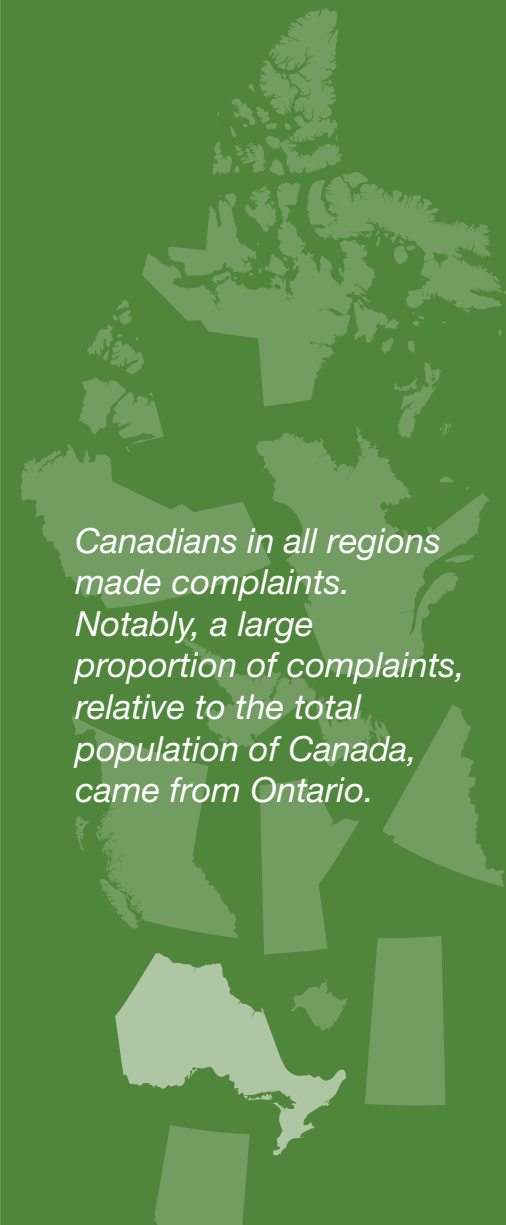 Canadians in all regions
made complaints.
Notably, a large
proportion of complaints,
relative to the total
population of Canada,
came from Ontario.